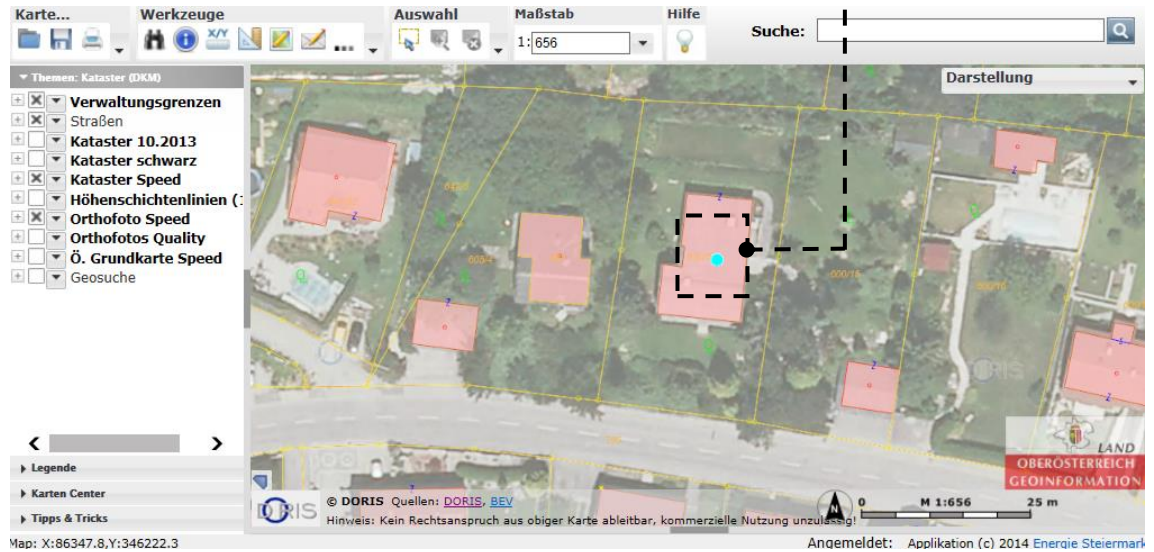 Karte...
Werkzeuge
Auswahl
Maßstab
Hilfe
X/Y
...
1: 656
Suche:
Themen: Kataster (DKM)
Verwaltungsgrenzen
Straßen
Kataster 10.2013
Kataster schwarz
Kataster Speed
Höhenschichtenlinien (1
Orthofoto Speed
Orthofotos Quality
Ö. Grundkarte Speed
Geosuche
Legende
Karten Center
Tipps & Tricks
Darstellung
DORIS
© DORIS Quellen: DORIS, BEV
Hinweis: Kein Rechtsanspruch aus obiger Karte ableitbar, kommerzielle Nutzung unzulässig!
N
0 M 1:656 25 m
LAND
OBERÖSTERREICH
GEOINFORMATION
Map: X:86347.8,Y:346222.3
Angemeldet: Applikation (c) 2014 Energie Steiermark